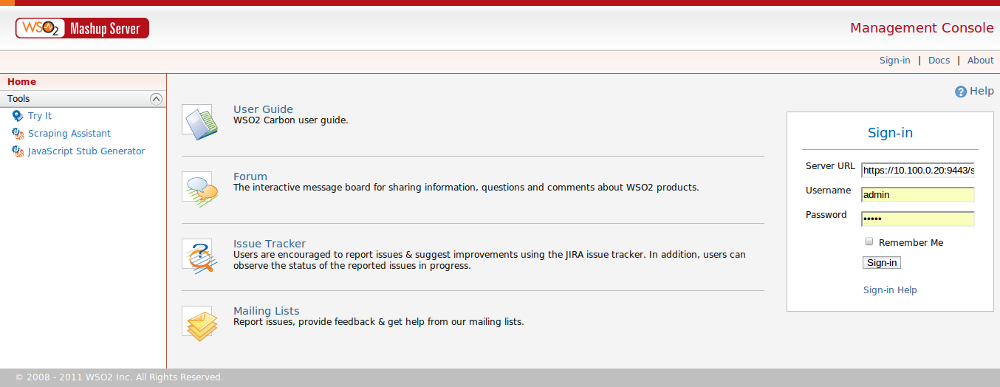 WSO2 Mashup Server
Management Console
Sign-in | Docs | About
Home
Tools
Try It
Scraping Assistant
JavaScript Stub Generator
Help
User Guide
WSO2 Carbon user guide.
Forum
The interactive message board for sharing information, questions and comments about WSO2 products.
Issue Tracker
Users are encouraged to report issues & suggest improvements using the JIRA issue tracker. In addition, users can
observe the status of the reported issues in progress.
Mailing Lists
Report issues, provide feedback & get help from our mailing lists.
Sign-in
Server URL https://10.100.0.20:9443/s
Username admin
Password •••••
Remember Me
Sign-in
Sign-in Help
© 2008 - 2011 WSO2 Inc. All Rights Reserved.